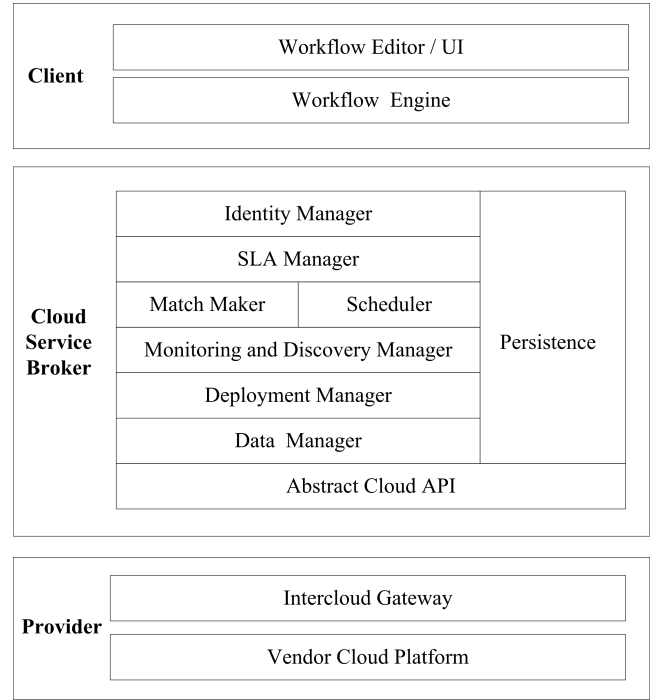 Client
Workflow Editor / UI
Workflow Engine
Cloud
Service
Broker
Identity Manager
SLA Manager
Match Maker
Scheduler
Monitoring and Discovery Manager
Deployment Manager
Data Manager
Persistence
Abstract Cloud API
Provider
Intercloud Gateway
Vendor Cloud Platform